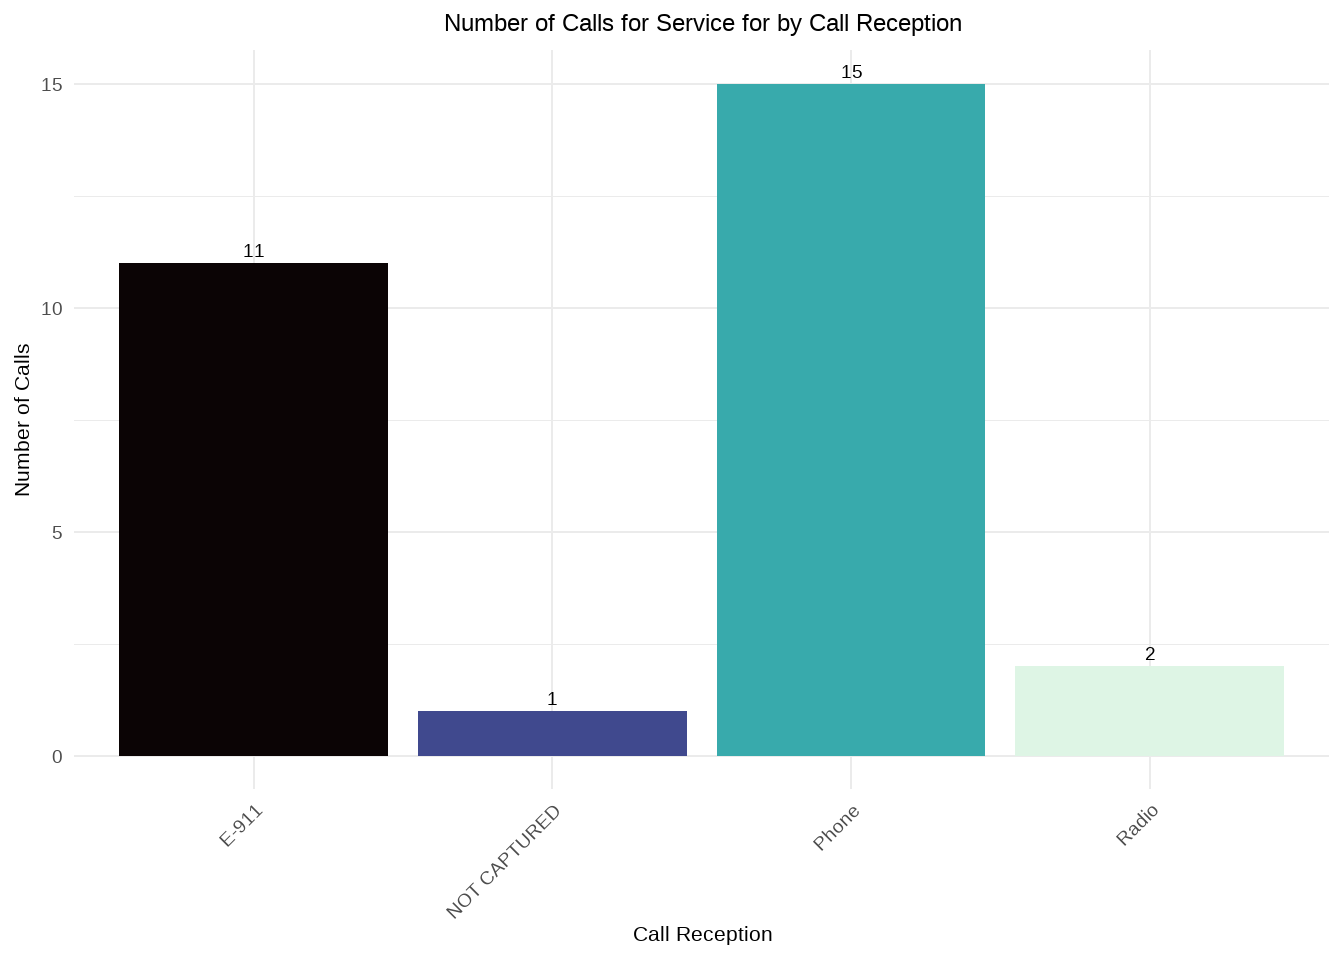 Number of Calls for Service for by Call Reception
15
15
11
10
Number of Calls
5
2
1
0
E-911
NOT CAPTURED
Phone
Radio
Call Reception